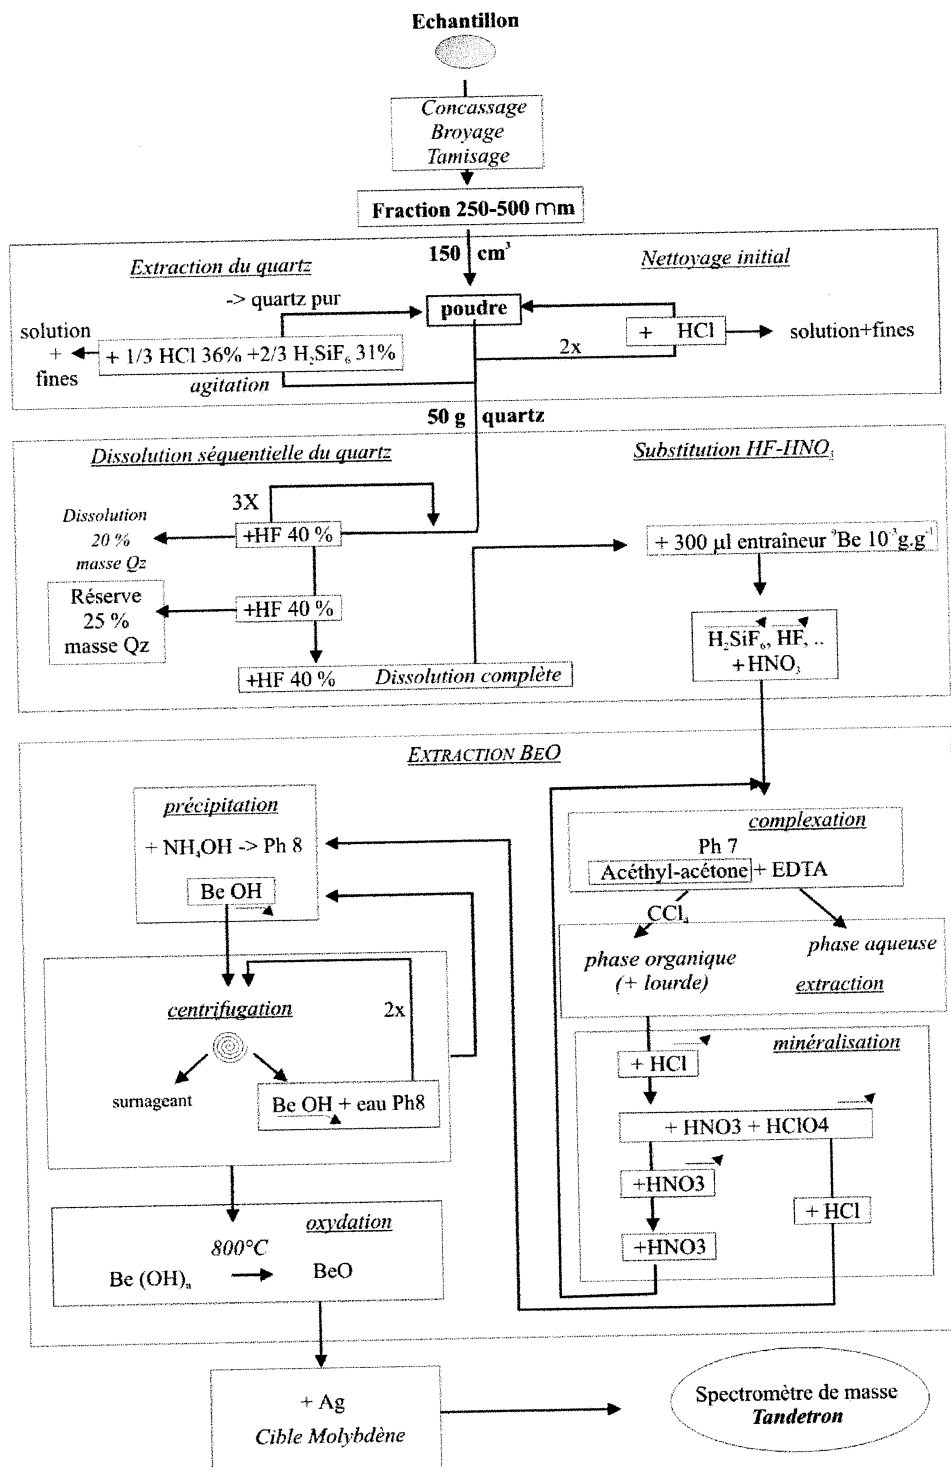 Echantillon
Concassage
Broyage
Tamisage
Fraction 250-500 mm
150 cm³
Extraction du quartz
Nettoyage initial
-> quartz pur
poudre
+ HCl
solution+fines
2x
solution
+
fines
+ 1/3 HCl 36% +2/3 H₂SiF₆ 31%
agitation
50 g quartz
Dissolution séquentielle du quartz
Substitution HF-HNO₃
3X
Dissolution
20 %
masse Qz
+HF 40 %
+ 300 µl entraîneur ⁹Be 10⁻³g.g⁻¹
Réserve
25 %
masse Qz
+HF 40 %
H₂SiF₆, HF, ..
+HNO₃
+HF 40 %
Dissolution complète
EXTRACTION BEO
précipitation
+ NH₄OH -> Ph 8
Be OH
complexation
Ph 7
Acéthyl-acétone + EDTA
CCl₄
phase organique
(+ lourde)
phase aqueuse
extraction
centrifugation
2x
surnageant
Be OH + eau Ph8
minéralisation
+ HCl
+ HNO3 + HClO4
+HNO3
+ HCl
+HNO3
oxydation
800°C
Be (OH)ₐ
BeO
+ Ag
Cible Molybdène
Spectromètre de masse
Tandetron